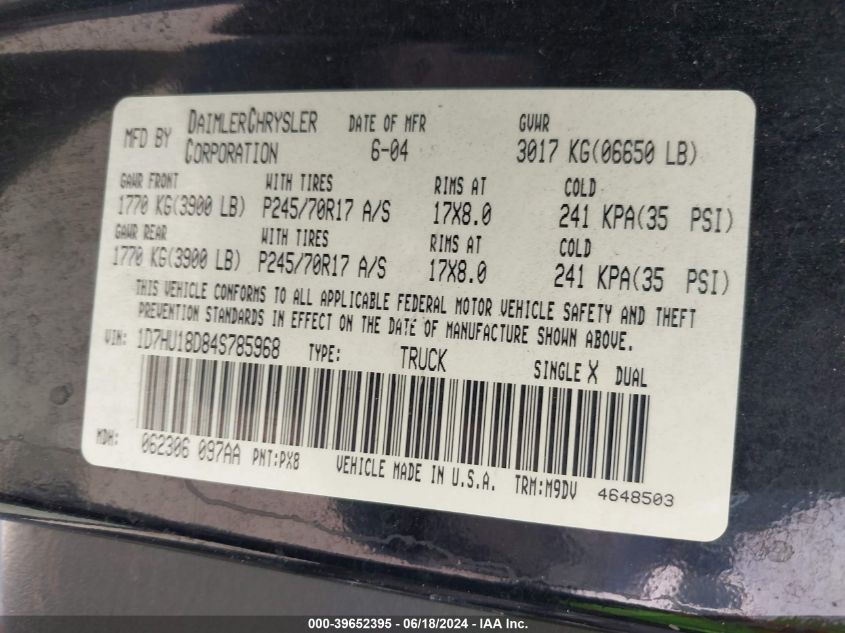 MFD BY DAIMLERCHRYSLER CORPORATION DATE OF MFR 6-04 GVWR 3017 KG(06650 LB)
GAWR FRONT WITH TIRES RIMS AT COLD
1770 KG(3900 LB) P245/70R17 A/S 17X8.0 241 KPA(35 PSI)
GAWR REAR WITH TIRES RIMS AT COLD
1770 KG(3900 LB) P245/70R17 A/S 17X8.0 241 KPA(35 PSI)
THIS VEHICLE CONFORMS TO ALL APPLICABLE FEDERAL MOTOR VEHICLE SAFETY AND THEFT
PREVENTION STANDARDS IN EFFECT ON THE DATE OF MANUFACTURE SHOWN ABOVE.
VIN: 1D7HU18D84S785968 TYPE: TRUCK SINGLE X DUAL
MDH: 062306 097AA PNT:PX8 VEHICLE MADE IN U.S.A. TRM:M9DV 4648503
000-39652395 - 06/18/2024 - IAA Inc.